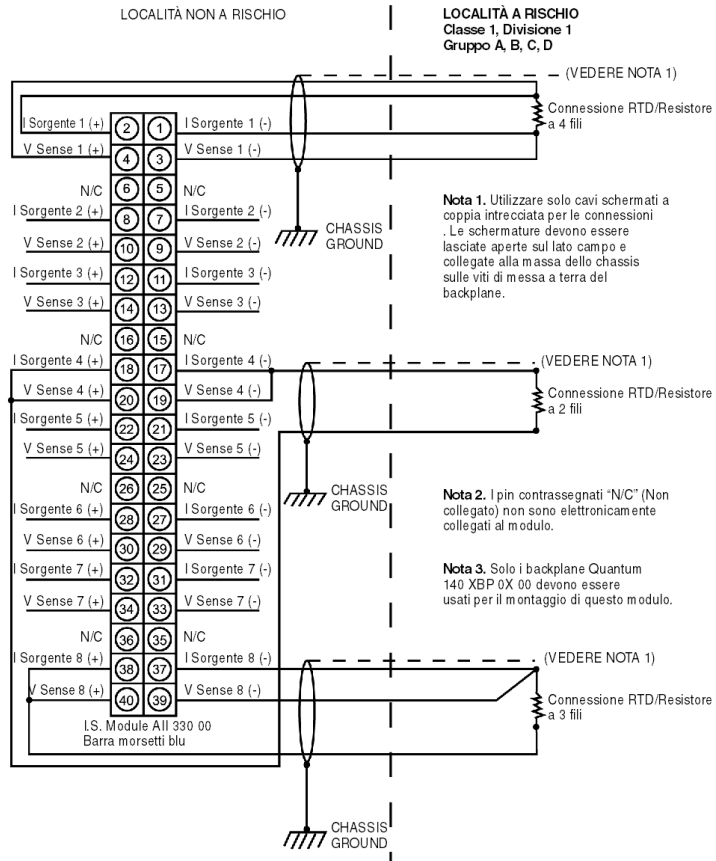 LOCALITÀ NON A RISCHIO
LOCALITÀ A RISCHIO
Classe 1, Divisione 1
Gruppo A, B, C, D
(VEDERE NOTA 1)
Connessione RTD/Resistore
a 4 fili
I Sorgente 1 (+) 2 1 I Sorgente 1 (-)
V Sense 1 (+) 4 3 V Sense 1 (-)
N/C 6 5 N/C
I Sorgente 2 (+) 8 7 I Sorgente 2 (-)
V Sense 2 (+) 10 9 V Sense 2 (-)
I Sorgente 3 (+) 12 11 I Sorgente 3 (-)
V Sense 3 (+) 14 13 V Sense 3 (-)
CHASSIS
GROUND
Nota 1. Utilizzare solo cavi schermati a
coppia intrecciata per le connessioni
. Le schermature devono essere
lasciate aperte sul lato campo e
collegate alla massa dello chassis
sulle viti di messa a terra del
backplane.
N/C 16 15 N/C
I Sorgente 4 (+) 18 17 I Sorgente 4 (-)
V Sense 4 (+) 20 19 V Sense 4 (-)
I Sorgente 5 (+) 22 21 I Sorgente 5 (-)
V Sense 5 (+) 24 23 V Sense 5 (-)
(VEDERE NOTA 1)
Connessione RTD/Resistore
a 2 fili
N/C 26 25 N/C
I Sorgente 6 (+) 28 27 I Sorgente 6 (-)
V Sense 6 (+) 30 29 V Sense 6 (-)
I Sorgente 7 (+) 32 31 I Sorgente 7 (-)
V Sense 7 (+) 34 33 V Sense 7 (-)
CHASSIS
GROUND
Nota 2. I pin contrassegnati “N/C” (Non
collegato) non sono elettronicamente
collegati al modulo.
Nota 3. Solo i backplane Quantum
140 XBP 0X 00 devono essere
usati per il montaggio di questo modulo.
N/C 36 35 N/C
I Sorgente 8 (+) 38 37 I Sorgente 8 (-)
V Sense 8 (+) 40 39 V Sense 8 (-)
(VEDERE NOTA 1)
Connessione RTD/Resistore
a 3 fili
I.S. Module AII 330 00
Barra morsetti blu
CHASSIS
GROUND